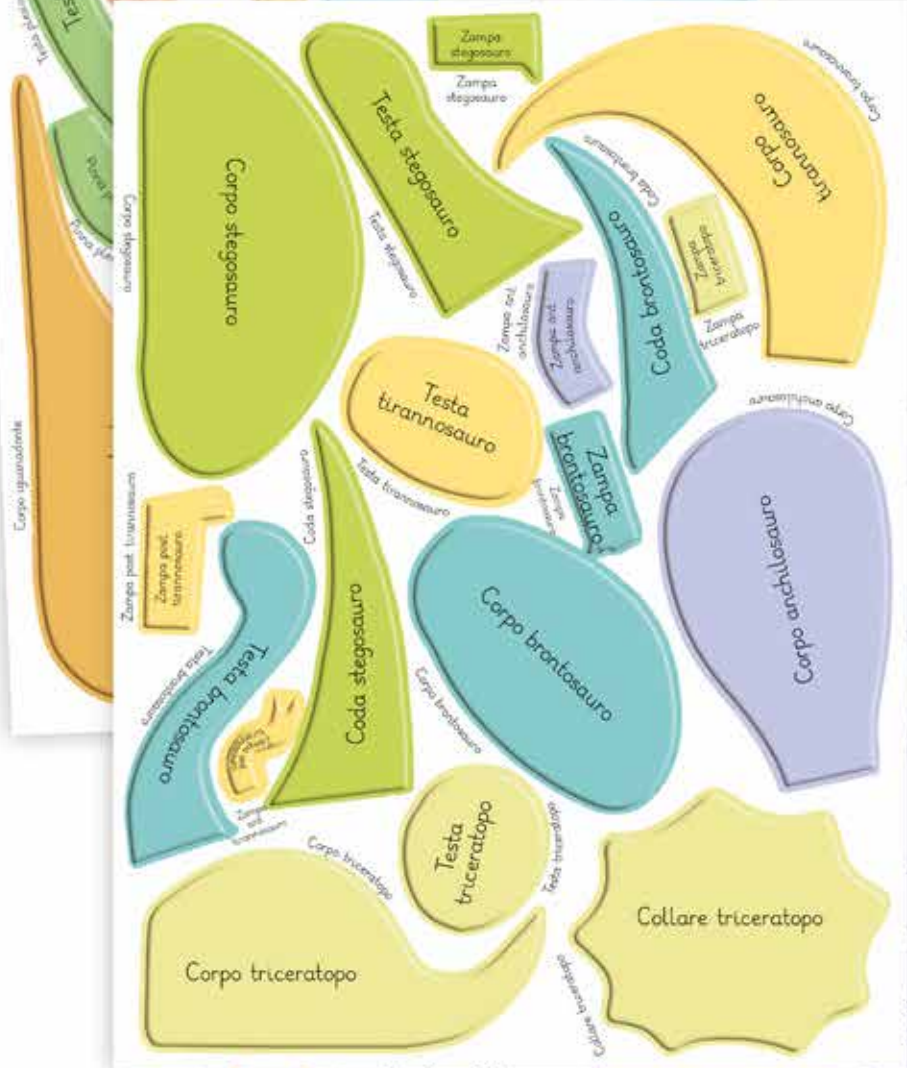 Corpo iguanadonte
Corpo stegosauro
Corpo stegosauro
Testa stegosauro
Testa stegosauro
Zampa
stegosauro
Zampa
stegosauro
Corpo
tirannosauro
Corpo tirannosauro
Coda brontosauro
Coda brontosauro
Zampa
triceratopo
Zampa
triceratopo
Zampa ant.
anchilosauro
Zampa ant.
anchilosauro
Testa
tirannosauro
Testa tirannosauro
Zampa
brontosauro
Zampa
brontosauro
Corpo anchilosauro
Corpo anchilosauro
Zampa post tirannosauro
Zampa post.
tirannosauro
Coda stegosauro
Coda stegosauro
Testa brontosauro
Testa brontosauro
Corpo brontosauro
Corpo brontosauro
Zampa
ant.
tirannosauro
Testa
triceratopo
Testa triceratopo
Corpo triceratopo
Corpo triceratopo
Collare triceratopo
Collare triceratopo